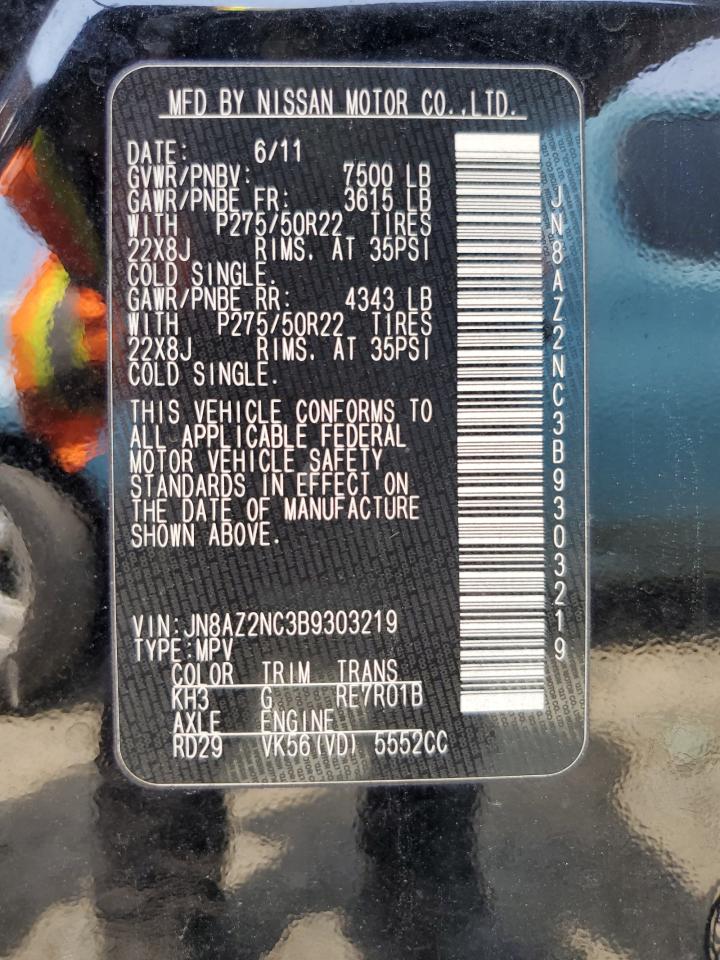 MFD BY NISSAN MOTOR CO.,LTD.
DATE: 6/11
GVWR/PNBV: 7500 LB
GAWR/PNBE FR: 3615 LB
WITH P275/50R22 TIRES
22X8J RIMS. AT 35PSI
COLD SINGLE.
GAWR/PNBE RR: 4343 LB
WITH P275/50R22 TIRES
22X8J RIMS. AT 35PSI
COLD SINGLE.
THIS VEHICLE CONFORMS TO
ALL APPLICABLE FEDERAL
MOTOR VEHICLE SAFETY
STANDARDS IN EFFECT ON
THE DATE OF MANUFACTURE
SHOWN ABOVE.
VIN:JN8AZ2NC3B9303219
TYPE:MPV
COLOR TRIM TRANS
KH3 G RE7R01B
AXLE ENGINE
RD29 VK56(VD) 5552CC
JN8AZ2NC3B9303219